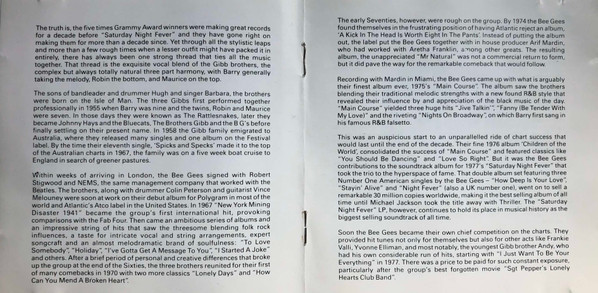 The truth is, the five times Grammy Award winners were making great records
for a decade before "Saturday Night Fever" and they have gone right on
making them for more than a decade since. Yet through all the stylistic leaps
and more than a few rough times when a lesser outfit might have packed it in
entirely, there has always been one strong thread that ties all the music
together. That thread is the exquisite vocal blend of the Gibb brothers, the
complex but always totally natural three part harmony, with Barry generally
taking the melody, Robin the bottom, and Maurice on the top.
The sons of bandleader and drummer Hugh and singer Barbara, the brothers
were born on the Isle of Man. The three Gibbs first performed together
professionally in 1955 when Barry was nine and the twins, Robin and Maurice
were seven. In those days they were known as The Rattlesnakes, later they
became Johnny Hays and the Bluecats, The Brothers Gibb and the B G's before
finally settling on their present name. In 1958 the Gibb family emigrated to
Australia, where they released many singles and one album on the Festival
label. By the time their eleventh single, 'Spicks and Specks' made it to the top
of the Australian charts in 1967, the family was on a five week boat cruise to
England in search of greener pastures.
Within weeks of arriving in London, the Bee Gees signed with Robert
Stigwood and NEMS, the same management company that worked with the
Beatles. The brothers, along with drummer Colin Peterson and guitarist Vince
Melouney were soon at work on their debut album for Polygram in most of the
world and Atlantic's Atco label in the United States. In 1967 "New York Mining
Disaster 1941" became the group's first international hit, provoking
comparisons with the Fab Four. Then came an ambitious series of albums and
an impressive string of hits that saw the threesome blending folk rock
influences, a taste for intricate vocal and string arrangements, expert
songcraft and an almost melodramatic brand of soulfulness: "To Love
Somebody", "Holiday", "I've Gotta Get A Message To You", "I Started A Joke"
and others. After a brief period of personal and creative differences that broke
up the group at the end of the Sixties, the three brothers reunited for their first
of many comebacks in 1970 with two more classics "Lonely Days" and "How
Can You Mend A Broken Heart".
The early Seventies, however, were rough on the group. By 1974 the Bee Gees
found themselves in the frustrating position of having Atlantic reject an album,
'A Kick In The Head Is Worth Eight In The Pants'. Instead of putting the album
out, the label put the Bee Gees together with in house producer Arif Mardin,
who had worked with Aretha Franklin, among other greats. The resulting
album, the unappreciated "Mr Natural" was not a commercial return to form,
but it did pave the way for the remarkable comeback that would follow.
Recording with Mardin in Miami, the Bee Gees came up with what is arguably
their finest album ever, 1975's "Main Course". The album saw the brothers
blending their traditional melodic strengths with a new found R&B style that
revealed their influence by and appreciation of the black music of the day.
"Main Course" yielded three huge hits "Jive Talkin'", "Fanny (Be Tender With
My Love)" and the riveting "Nights On Broadway", on which Barry first sang in
his famous R&B falsetto.
This was an auspicious start to an unparalleled ride of chart success that
would last until the end of the decade. Their fine 1976 album 'Children of the
World', consolidated the success of "Main Course" and featured classics like
"You Should Be Dancing" and "Love So Right". But it was the Bee Gees
contributions to the soundtrack album for 1977's "Saturday Night Fever" that
took the trio to the hyperspace of fame. That double album set featuring three
Number One American singles by the Bee Gees – "How Deep Is Your Love",
"Stayin' Alive" and "Night Fever" (also a UK number one), went on to sell a
remarkable 30 million copies worldwide, making it the best selling album of all
time until Michael Jackson took the title away with Thriller. The "Saturday
Night Fever" LP, however, continues to hold its place in musical history as the
biggest selling soundtrack of all time.
Soon the Bee Gees became their own chief competition on the charts. They
provided hit tunes not only for themselves but also for other acts like Frankie
Valli, Yvonne Elliman, and most notably, the youngest Gibb brother Andy, who
had his own considerable run of hits, starting with "I Just Want To Be Your
Everything" in 1977. There was a price to be paid for such constant exposure,
particularly after the group's best forgotten movie "Sgt Pepper's Lonely
Hearts Club Band".